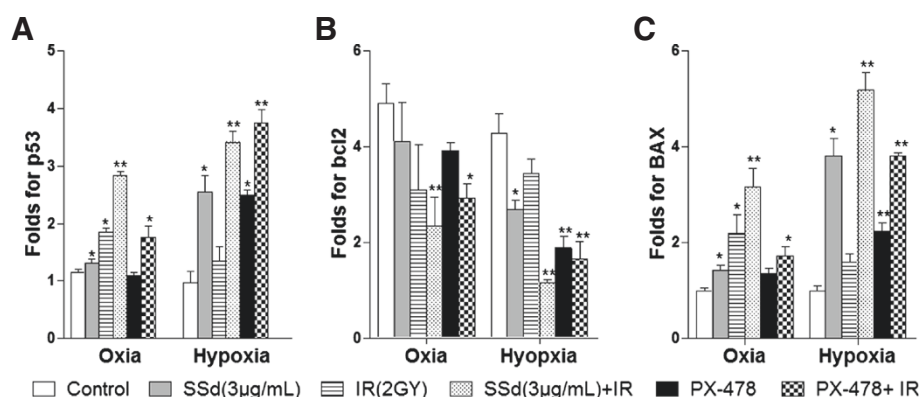 A
B
C
Folds for p53
5
4
3
2
1
0
* * * ** * * ** * **
Oxia Hypoxia
Folds for bcl2
6
4
2
0
** * * ** ** **
Oxia Hyopxia
Folds for BAX
6
4
2
0
* * ** * * ** ** **
Oxia Hypoxia
Control SSd(3μg/mL) IR(2GY) SSd(3μg/mL)+IR PX-478 PX-478+ IR